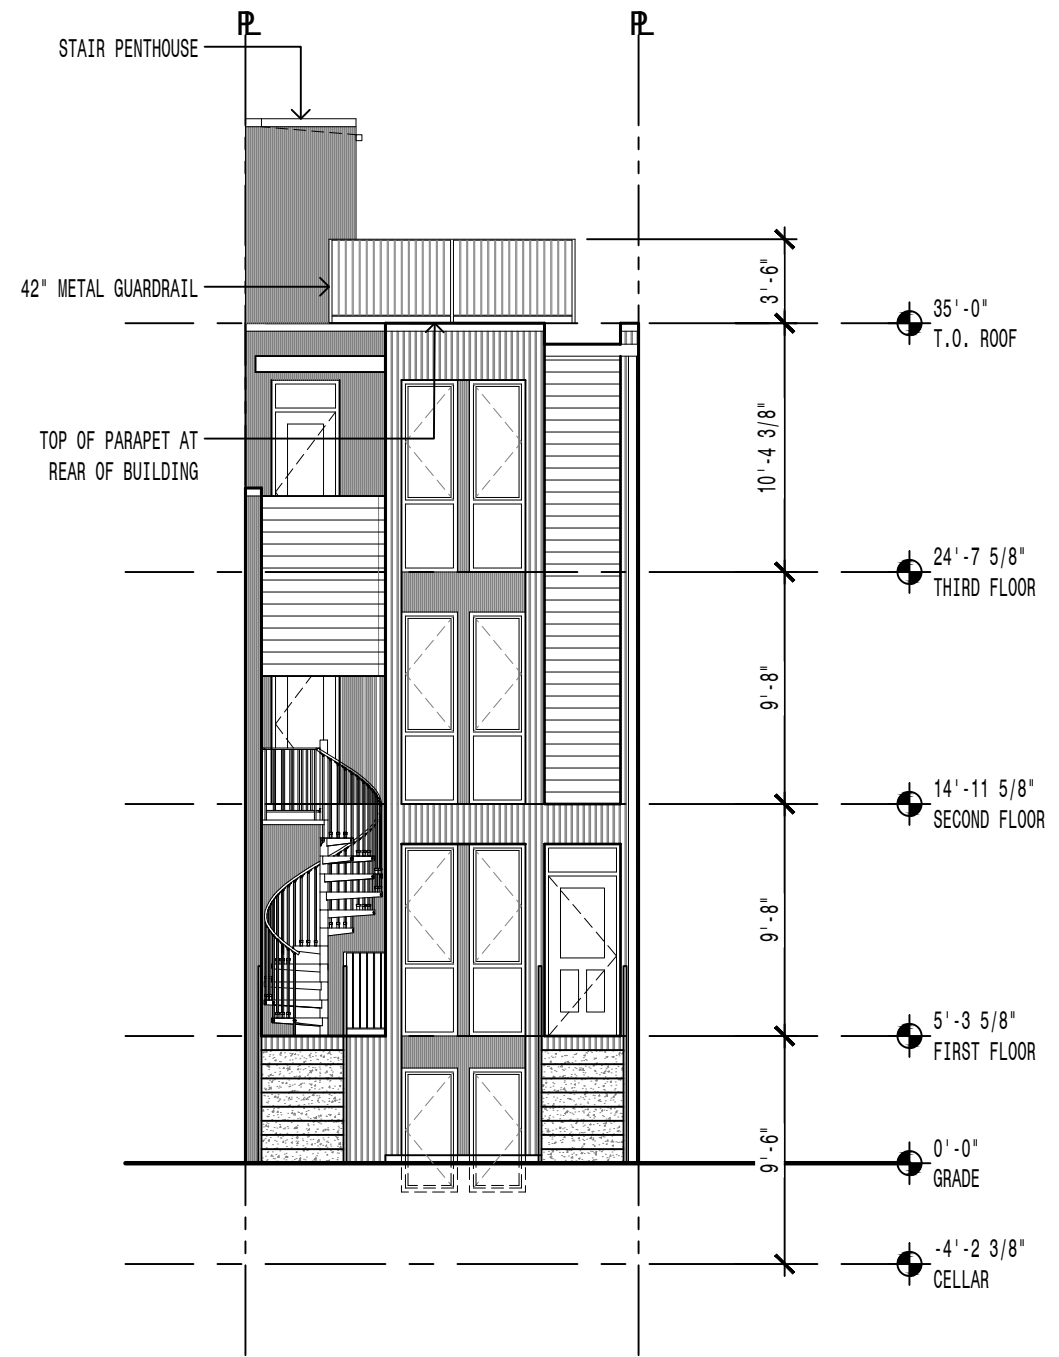 PL
PL
STAIR PENTHOUSE
42" METAL GUARDRAIL
3'-6"
35'-0"
T.O. ROOF
TOP OF PARAPET AT
REAR OF BUILDING
10'-4 3/8"
24'-7 5/8"
THIRD FLOOR
9'-8"
14'-11 5/8"
SECOND FLOOR
9'-8"
5'-3 5/8"
FIRST FLOOR
9'-6"
0'-0"
GRADE
-4'-2 3/8"
CELLAR